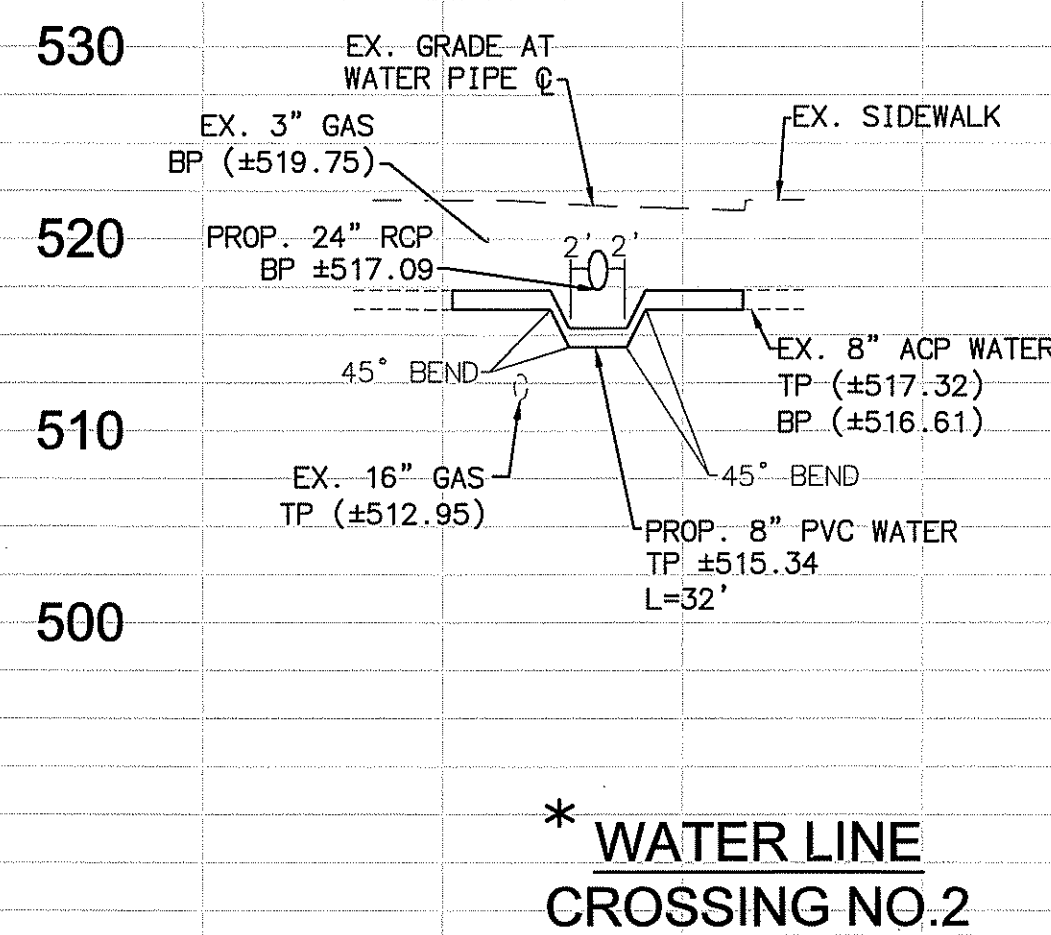 530
EX. GRADE AT
WATER PIPE ℄
EX. 3" GAS
BP (±519.75)
EX. SIDEWALK
520
PROP. 24" RCP
BP ±517.09
2' 2'
45° BEND
EX. 8" ACP WATER
TP (±517.32)
BP (±516.61)
510
EX. 16" GAS
TP (±512.95)
45° BEND
PROP. 8" PVC WATER
TP ±515.34
L=32'
500
* WATER LINE
CROSSING NO.2